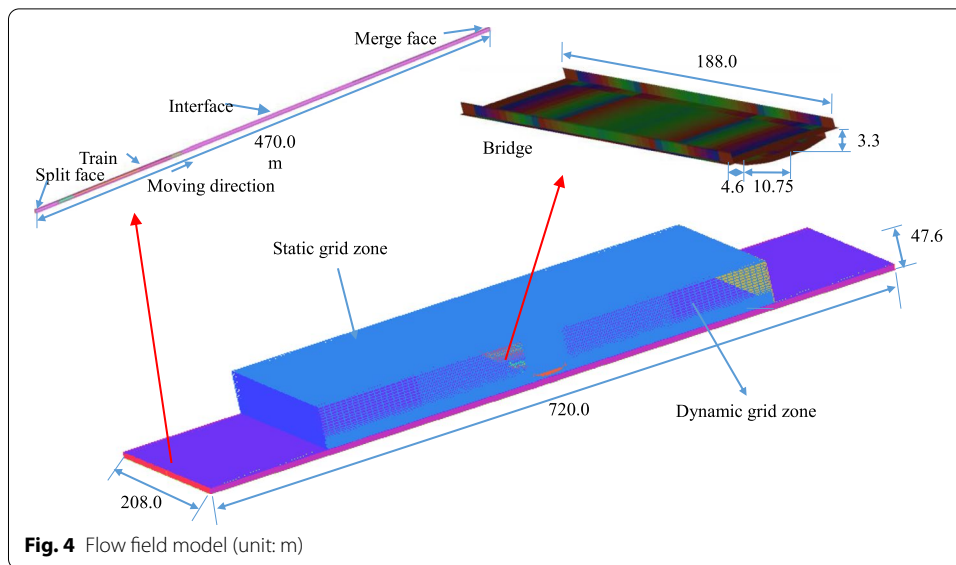 Merge face
188.0
Interface
3.3
470.0
m
Bridge
Train
Split face
Moving direction
4.6
10.75
47.6
Static grid zone
Dynamic grid zone
720.0
208.0
Fig. 4 Flow field model (unit: m)